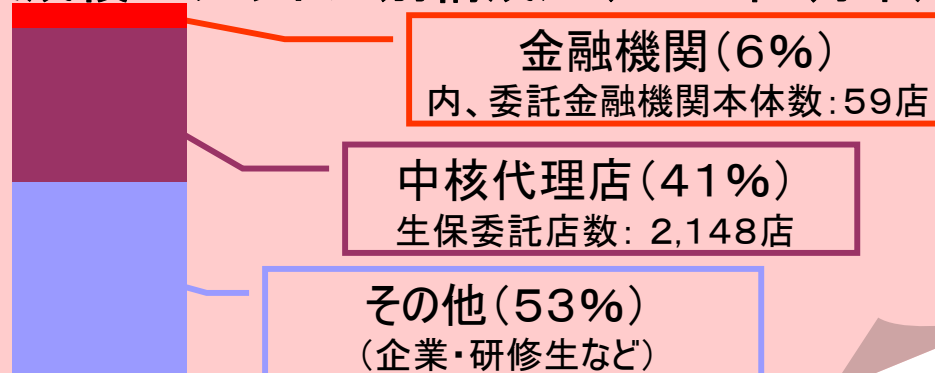 金融機関(6%)
内、委託金融機関本体数:59店
中核代理店(41%)
生保委託店数: 2,148店
その他(53%)
(企業・研修生など)